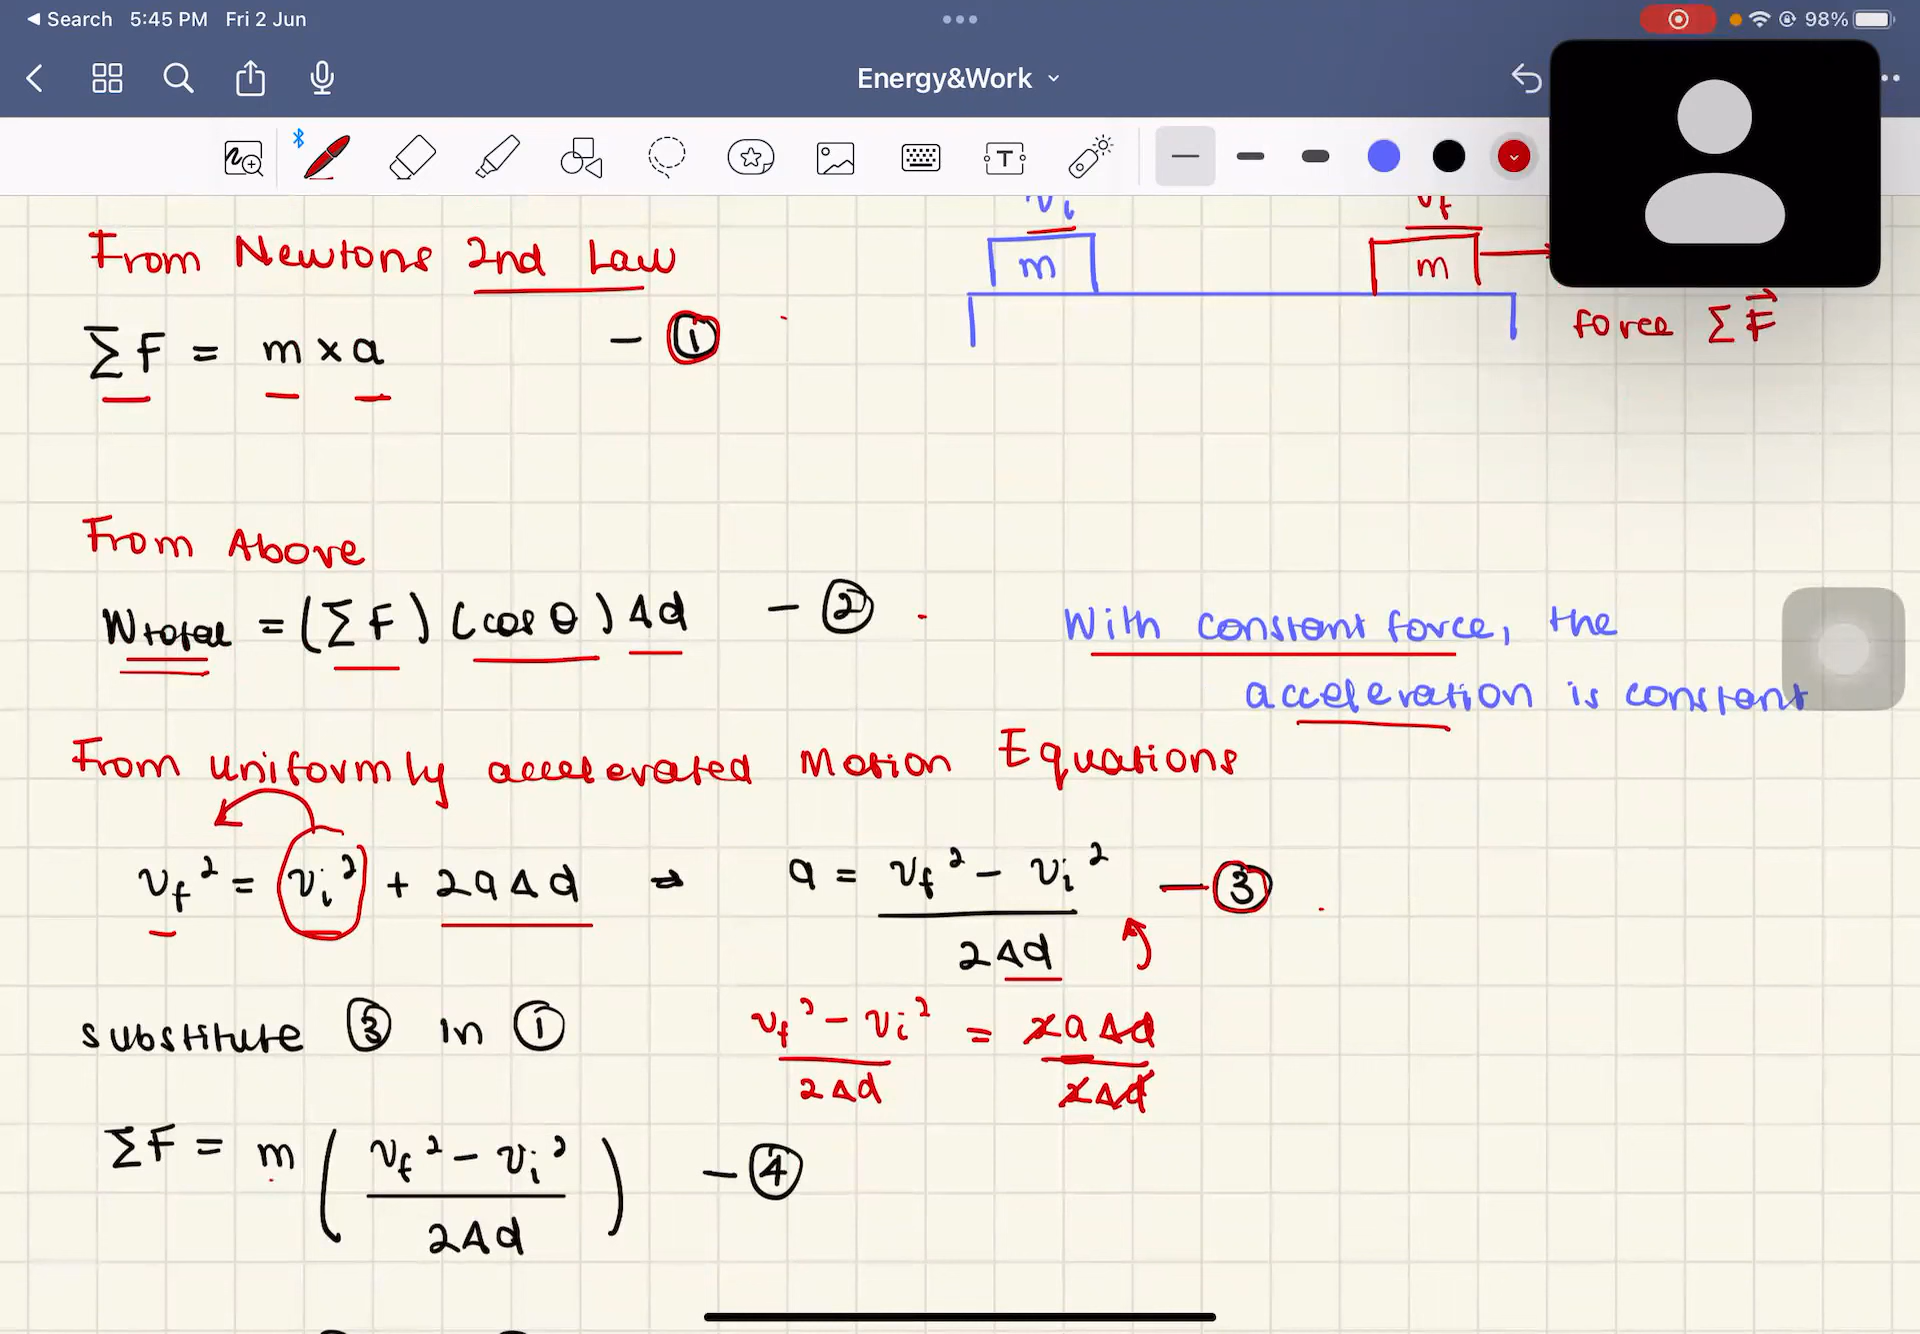 Search 5:45 PM Fri 2 Jun 98%
Energy&Work
T
vi vf
m m
From Newtons 2nd Law
force ΣF⃗
ΣF = m x a - ①
From Above
Wtotal = (ΣF) (cos θ) Δd - ②
With constant force, the
acceleration is constant
From uniformly accelerated Motion Equations
vf² = vi² + 2aΔd → a = (vf² - vi²)/(2Δd) - ③
substitute ③ in ①
(vf² - vi²)/(2Δd) = (2aΔd)/(2Δd)
ΣF = m ((vf² - vi²)/(2Δd)) - ④